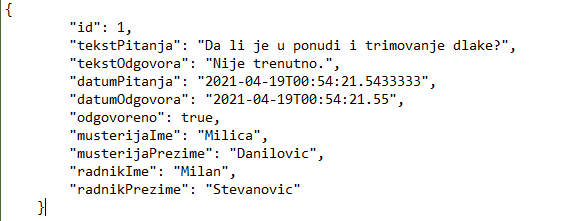 {
"id": 1,
"tekstPitanja": "Da li je u ponudi i trimovanje dlake?",
"tekstOdgovora": "Nije trenutno.",
"datumPitanja": "2021-04-19T00:54:21.5433333",
"datumOdgovora": "2021-04-19T00:54:21.55",
"odgovoreno": true,
"musterijaIme": "Milica",
"musterijaPrezime": "Danilovic",
"radnikIme": "Milan",
"radnikPrezime": "Stevanovic"
}